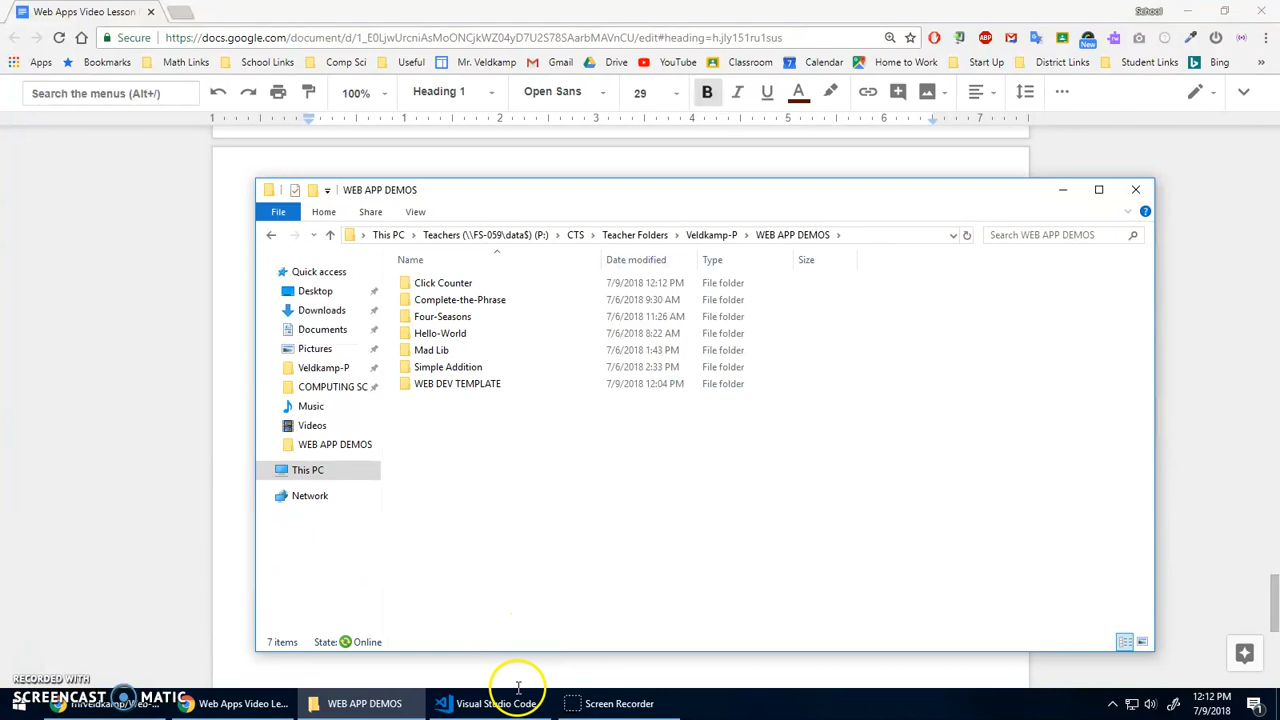 Web Apps Video Lesson
School
Secure
https://docs.google.com/document/d/1_E0LjwUrcniAsMoONCjkWZ04yD7U2S78SAarbMAVnCU/edit#heading=h.jly151ru1sus
New
Apps Bookmarks Math Links School Links Comp Sci Useful Mr. Veldkamp Gmail Drive YouTube Classroom Calendar Home to Work Start Up District Links Student Links Bing
Search the menus (Alt+/) 100% Heading 1 Open Sans 29 B I U A
1 1 2 3 4 5 6 7
WEB APP DEMOS
File Home Share View
This PC Teachers (\\FS-059\data$) (P:) CTS Teacher Folders Veldkamp-P WEB APP DEMOS
Search WEB APP DEMOS
Name Date modified Type Size
Quick access
Desktop
Downloads
Documents
Pictures
Veldkamp-P
COMPUTING SC
Music
Videos
WEB APP DEMOS
This PC
Network
Click Counter 7/9/2018 12:12 PM File folder
Complete-the-Phrase 7/6/2018 9:30 AM File folder
Four-Seasons 7/6/2018 11:26 AM File folder
Hello-World 7/6/2018 8:22 AM File folder
Mad Lib 7/6/2018 1:43 PM File folder
Simple Addition 7/6/2018 2:33 PM File folder
WEB DEV TEMPLATE 7/9/2018 12:04 PM File folder
7 items State: Online
RECORDED WITH
SCREENCAST MATIC
Web Apps Video Le...
WEB APP DEMOS
Visual Studio Code
Screen Recorder
12:12 PM
7/9/2018